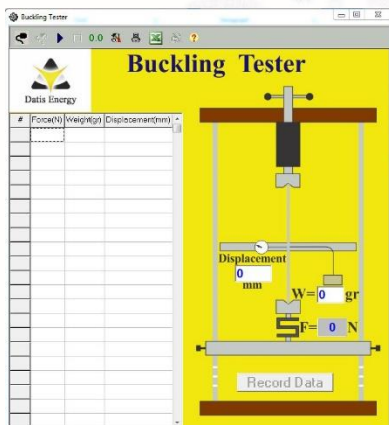 Buckling Tester
0.0
?
Buckling Tester
Datis Energy
# Force(N) Weight(gr) Displacement(mm)
Displacement
0
mm
W= 0 gr
F= 0 N
Record Data